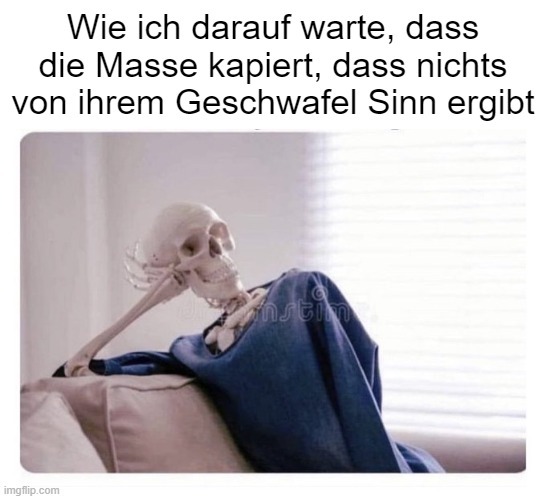 Wie ich darauf warte, dass
die Masse kapiert, dass nichts
von ihrem Geschwafel Sinn ergibt
imgflip.com